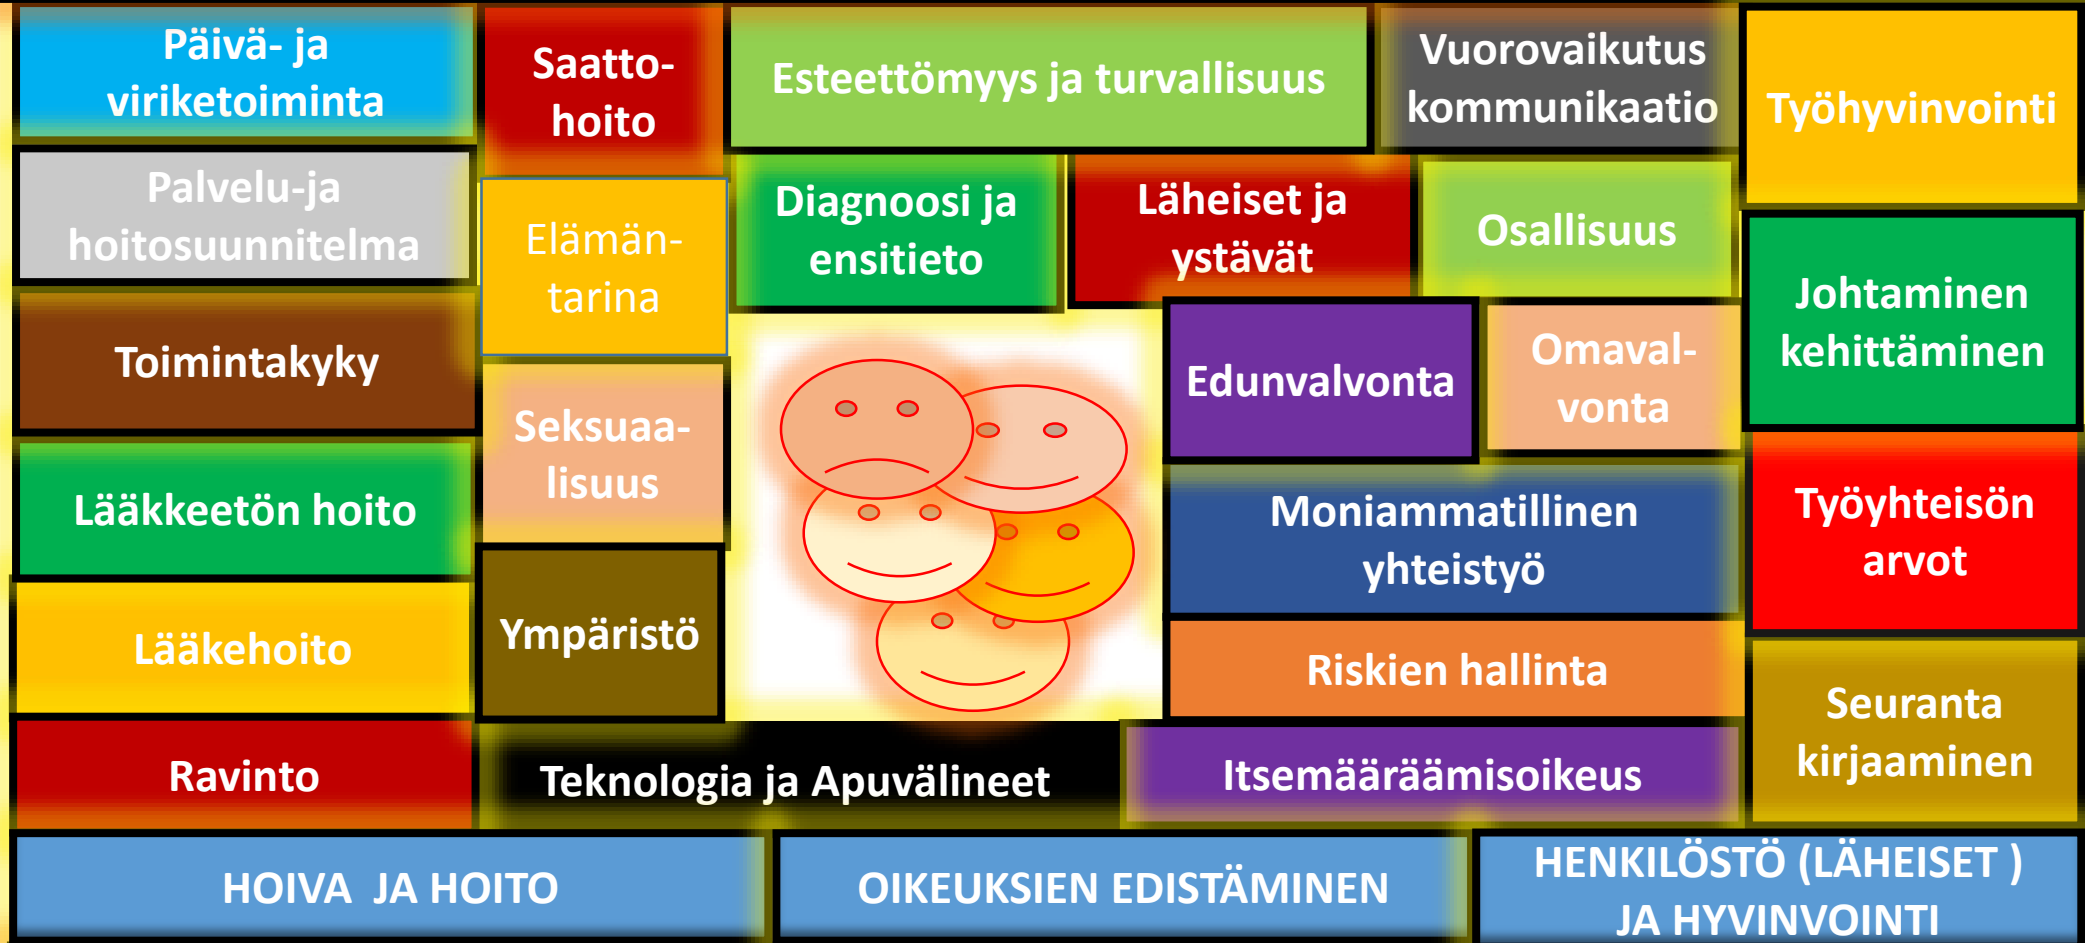 Päivä- ja
viriketoiminta
Saatto-
hoito
Esteettömyys ja turvallisuus
Vuorovaikutus
kommunikaatio
Työhyvinvointi
Palvelu-ja
hoitosuunnitelma
Elämän-
tarina
Diagnoosi ja
ensitieto
Läheiset ja
ystävät
Osallisuus
Johtaminen
kehittäminen
Toimintakyky
Seksuaa-
lisuus
Edunvalvonta
Omaval-
vonta
Lääkkeetön hoito
Moniammatillinen
yhteistyö
Työyhteisön
arvot
Lääkehoito
Ympäristö
Riskien hallinta
Seuranta
kirjaaminen
Ravinto
Teknologia ja Apuvälineet
Itsemääräämisoikeus
HOIVA JA HOITO
OIKEUKSIEN EDISTÄMINEN
HENKILÖSTÖ (LÄHEISET )
JA HYVINVOINTI